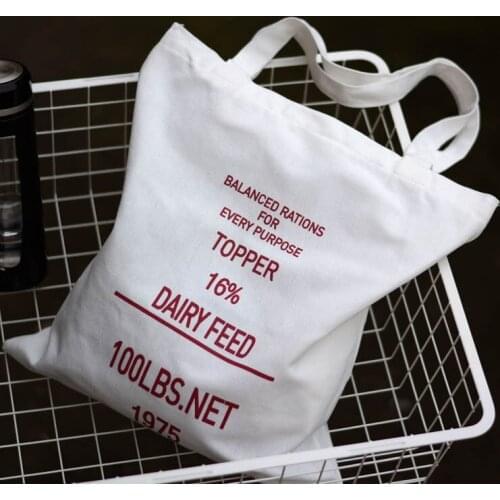 BALANCED RATIONS
FOR
EVERY PURPOSE
TOPPER
16%
DAIRY FEED
100LBS.NET
1975